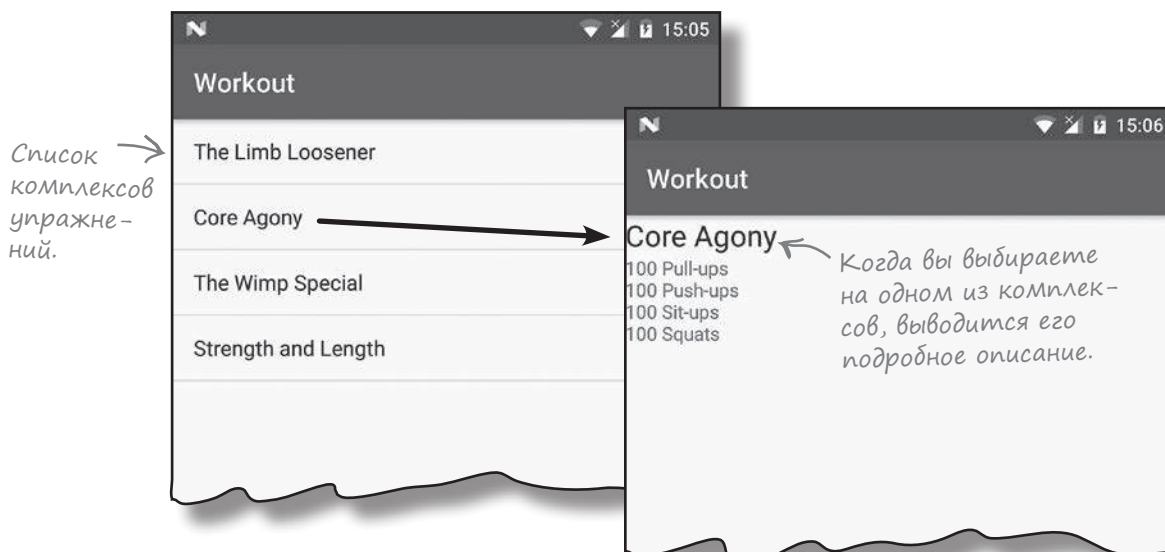 15:05
Workout
Список
комплексов
упражне-
ний.
The Limb Loosener
Core Agony
The Wimp Special
Strength and Length
15:06
Workout
Core Agony
100 Pull-ups
100 Push-ups
100 Sit-ups
100 Squats
Когда вы выбираете
на одном из комплек-
сов, выводится его
подробное описание.